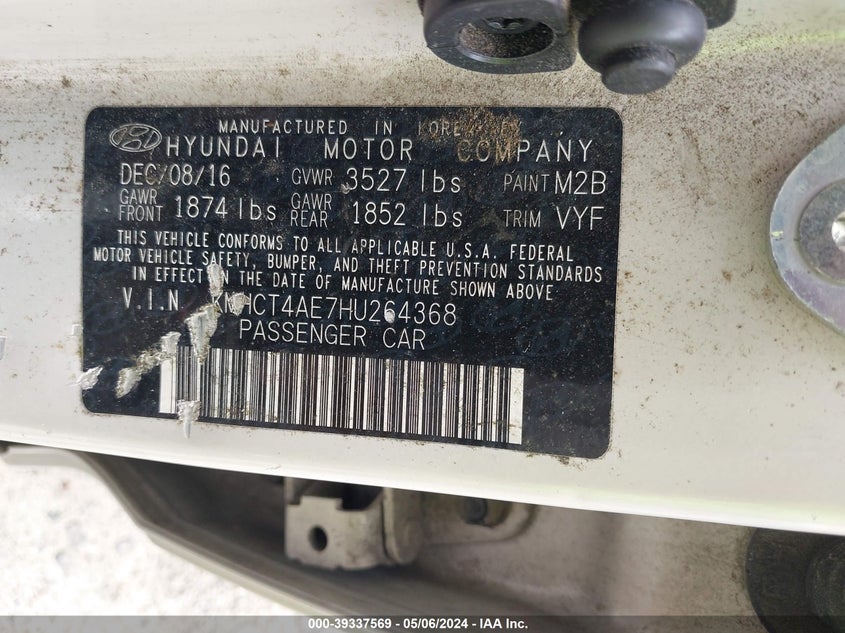 MANUFACTURED IN KOREA BY
HYUNDAI MOTOR COMPANY
DEC/08/16 GVWR 3527 lbs PAINT M2B
GAWR FRONT 1874 lbs GAWR REAR 1852 lbs TRIM VYF
THIS VEHICLE CONFORMS TO ALL APPLICABLE U.S.A. FEDERAL
MOTOR VEHICLE SAFETY, BUMPER, AND THEFT PREVENTION STANDARDS
IN EFFECT ON THE DATE OF MANUFACTURE SHOWN ABOVE
V.I.N KMHCT4AE7HU264368
PASSENGER CAR
000-39337569 - 05/06/2024 - IAA Inc.